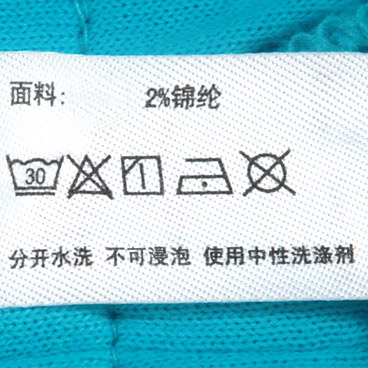 面料: 2%锦纶
30
分开水洗 不可浸泡 使用中性洗涤剂